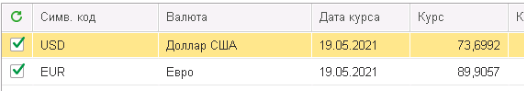 Симв. код Валюта Дата курса Курс К
USD Доллар США 19.05.2021 73,6992
EUR Евро 19.05.2021 89,9057